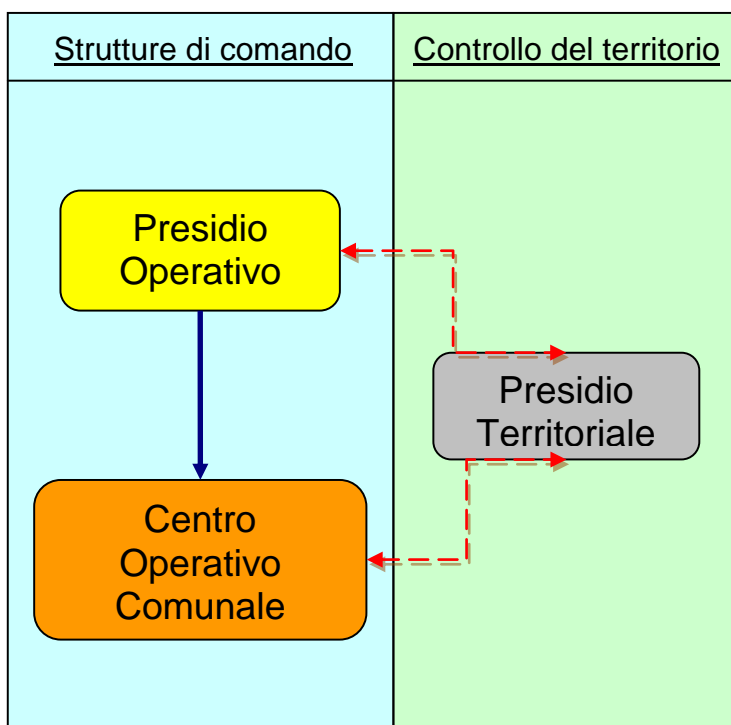 Strutture di comando
Controllo del territorio
Presidio
Operativo
Presidio
Territoriale
Centro
Operativo
Comunale